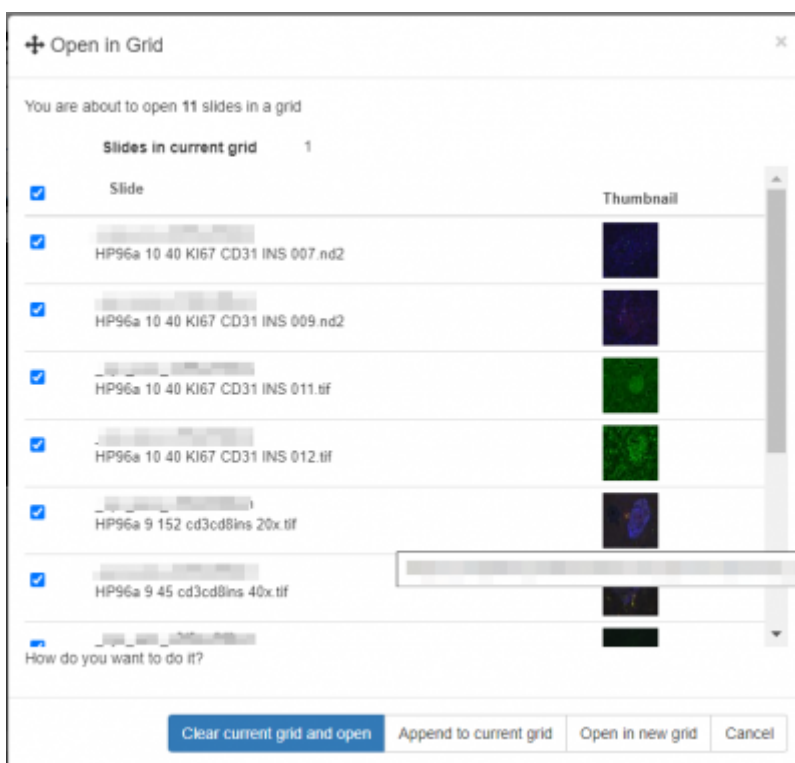 Open in Grid
×
You are about to open 11 slides in a grid
Slides in current grid 1
Slide
Thumbnail
HP96a 10 40 KI67 CD31 INS 007.nd2
HP96a 10 40 KI67 CD31 INS 009.nd2
HP96a 10 40 KI67 CD31 INS 011.tif
HP96a 10 40 KI67 CD31 INS 012.tif
HP96a 9 152 cd3cd8ins 20x.tif
HP96a 9 45 cd3cd8ins 40x.tif
How do you want to do it?
Clear current grid and open
Append to current grid
Open in new grid
Cancel